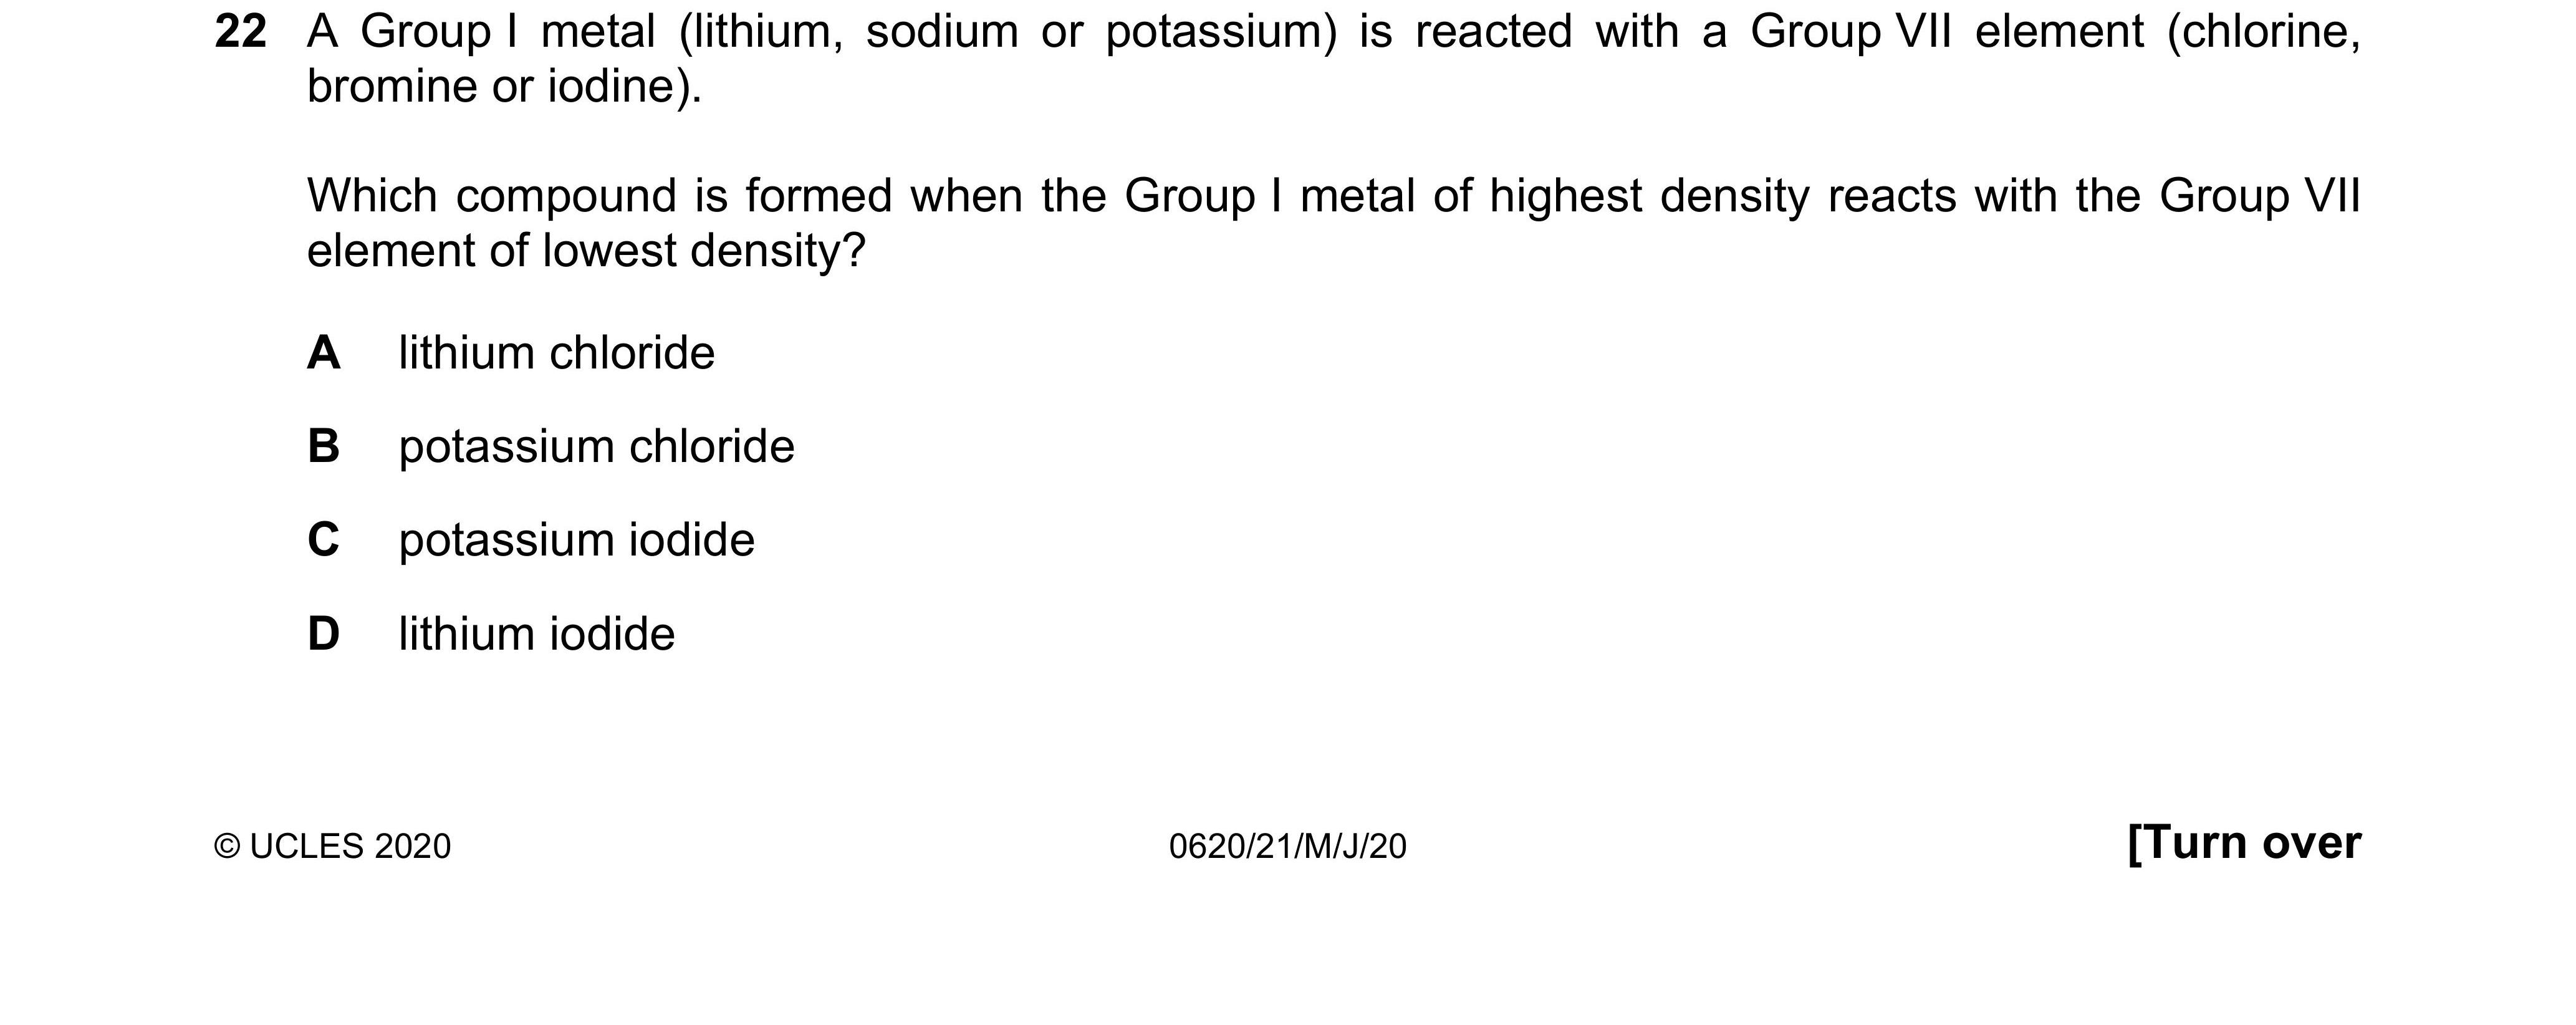 22 A Group I metal (lithium, sodium or potassium) is reacted with a Group VII element (chlorine,
bromine or iodine).
Which compound is formed when the Group I metal of highest density reacts with the Group VII
element of lowest density?
A lithium chloride
B potassium chloride
C potassium iodide
D lithium iodide
© UCLES 2020 0620/21/M/J/20 [Turn over